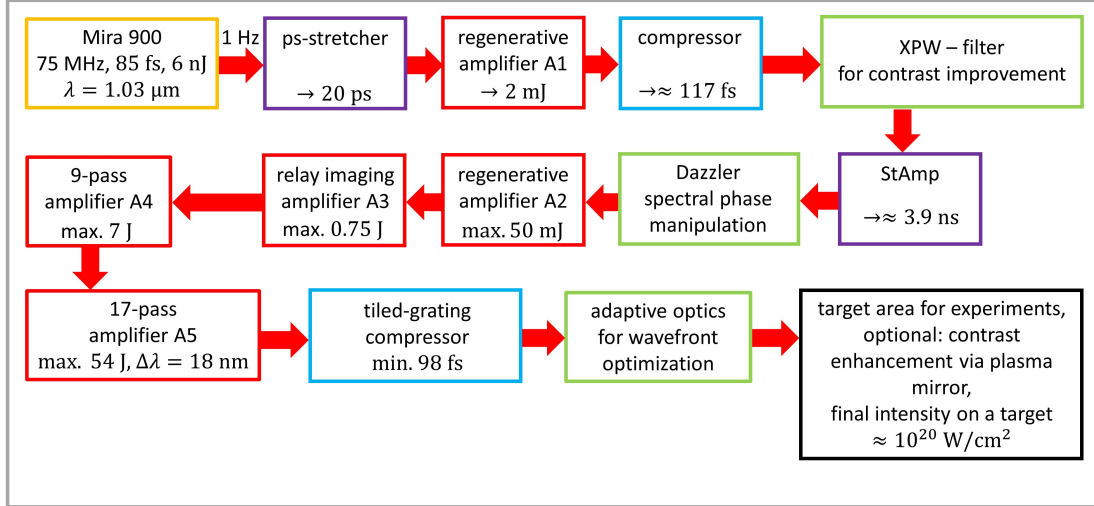 Mira 900
75 MHz, 85 fs, 6 nJ
λ = 1.03 μm
1 Hz
ps-stretcher
→ 20 ps
regenerative
amplifier A1
→ 2 mJ
compressor
→≈ 117 fs
XPW – filter
for contrast improvement
9-pass
amplifier A4
max. 7 J
relay imaging
amplifier A3
max. 0.75 J
regenerative
amplifier A2
max. 50 mJ
Dazzler
spectral phase
manipulation
StAmp
→≈ 3.9 ns
17-pass
amplifier A5
max. 54 J, Δλ = 18 nm
tiled-grating
compressor
min. 98 fs
adaptive optics
for wavefront
optimization
target area for experiments,
optional: contrast
enhancement via plasma
mirror,
final intensity on a target
≈ 10²⁰ W/cm²